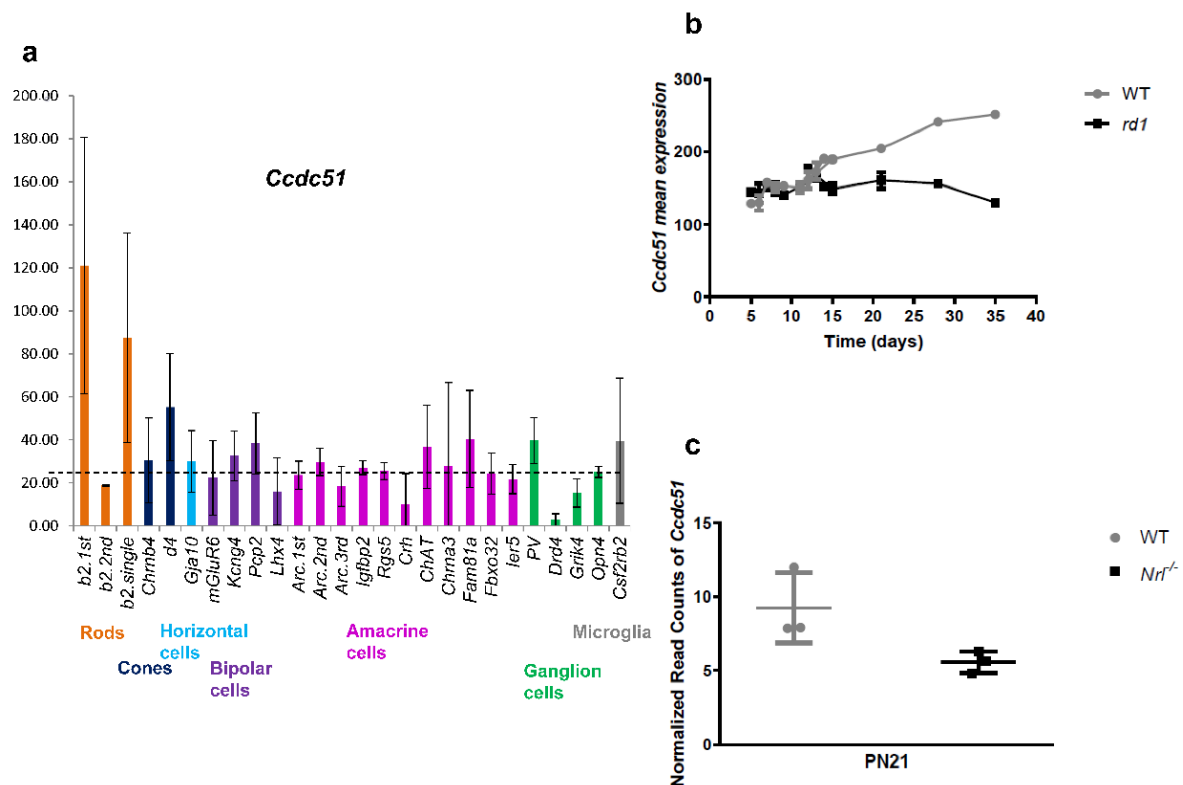 a
200.00
180.00
160.00
140.00
120.00
100.00
80.00
60.00
40.00
20.00
0.00
Ccdc51
b2.1st
b2.2nd
b2.single
Chrnb4
d4
Gja10
mGluR6
Kcng4
Pcp2
Lhx4
Arc.1st
Arc.2nd
Arc.3rd
Igfbp2
Rgs5
Crh
ChAT
Chrna3
Fam81a
Fbxo32
Ier5
PV
Drd4
Grik4
Opn4
Csf2rb2
Rods
Cones
Horizontal
cells
Bipolar
cells
Amacrine
cells
Ganglion
cells
Microglia
b
Ccdc51 mean expression
300
200
100
0
0 5 10 15 20 25 30 35 40
Time (days)
WT
rd1
c
Normalized Read Counts of Ccdc51
15
10
5
0
PN21
WT
Nrl-/-